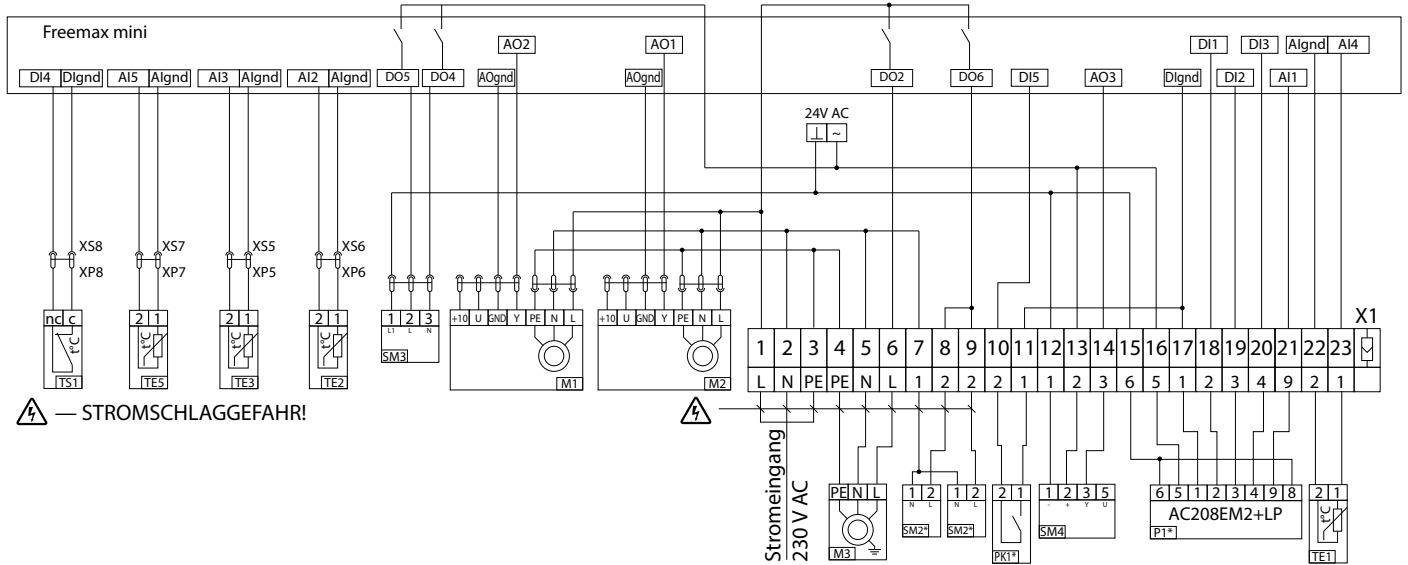 Freemax mini
AO2 AO1 DI1 DI3 AIgnd AI4
DI4 DIgnd AI5 AIgnd AI3 AIgnd AI2 AIgnd DO5 DO4 AOgnd AOgnd DO2 DO6 DI5 AO3 DIgnd DI2 AI1
24V AC
⊥ ~
XS8 XS7 XS5 XS6
XP8 XP7 XP5 XP6
X1
nc c 2 1 2 1 2 1 1 2 3 +10 U GND Y PE N L +10 U GND Y PE N L
L1 L N
t°C t°C t°C t°C
TS1 TE5 TE3 TE2 SM3 M1 M2
1 2 3 4 5 6 7 8 9 10 11 12 13 14 15 16 17 18 19 20 21 22 23
L N PE PE N L 1 2 2 2 1 1 2 3 6 5 1 2 3 4 9 2 1
— STROMSCHLAGGEFAHR!
Stromeingang
230 V AC
PE N L 1 2 1 2 2 1 1 2 3 5 6 5 1 2 3 4 9 8 2 1
N L N L - + Y U
AC208EM2+LP
t°C
M3 SM2* SM2* PK1* SM4 P1* TE1